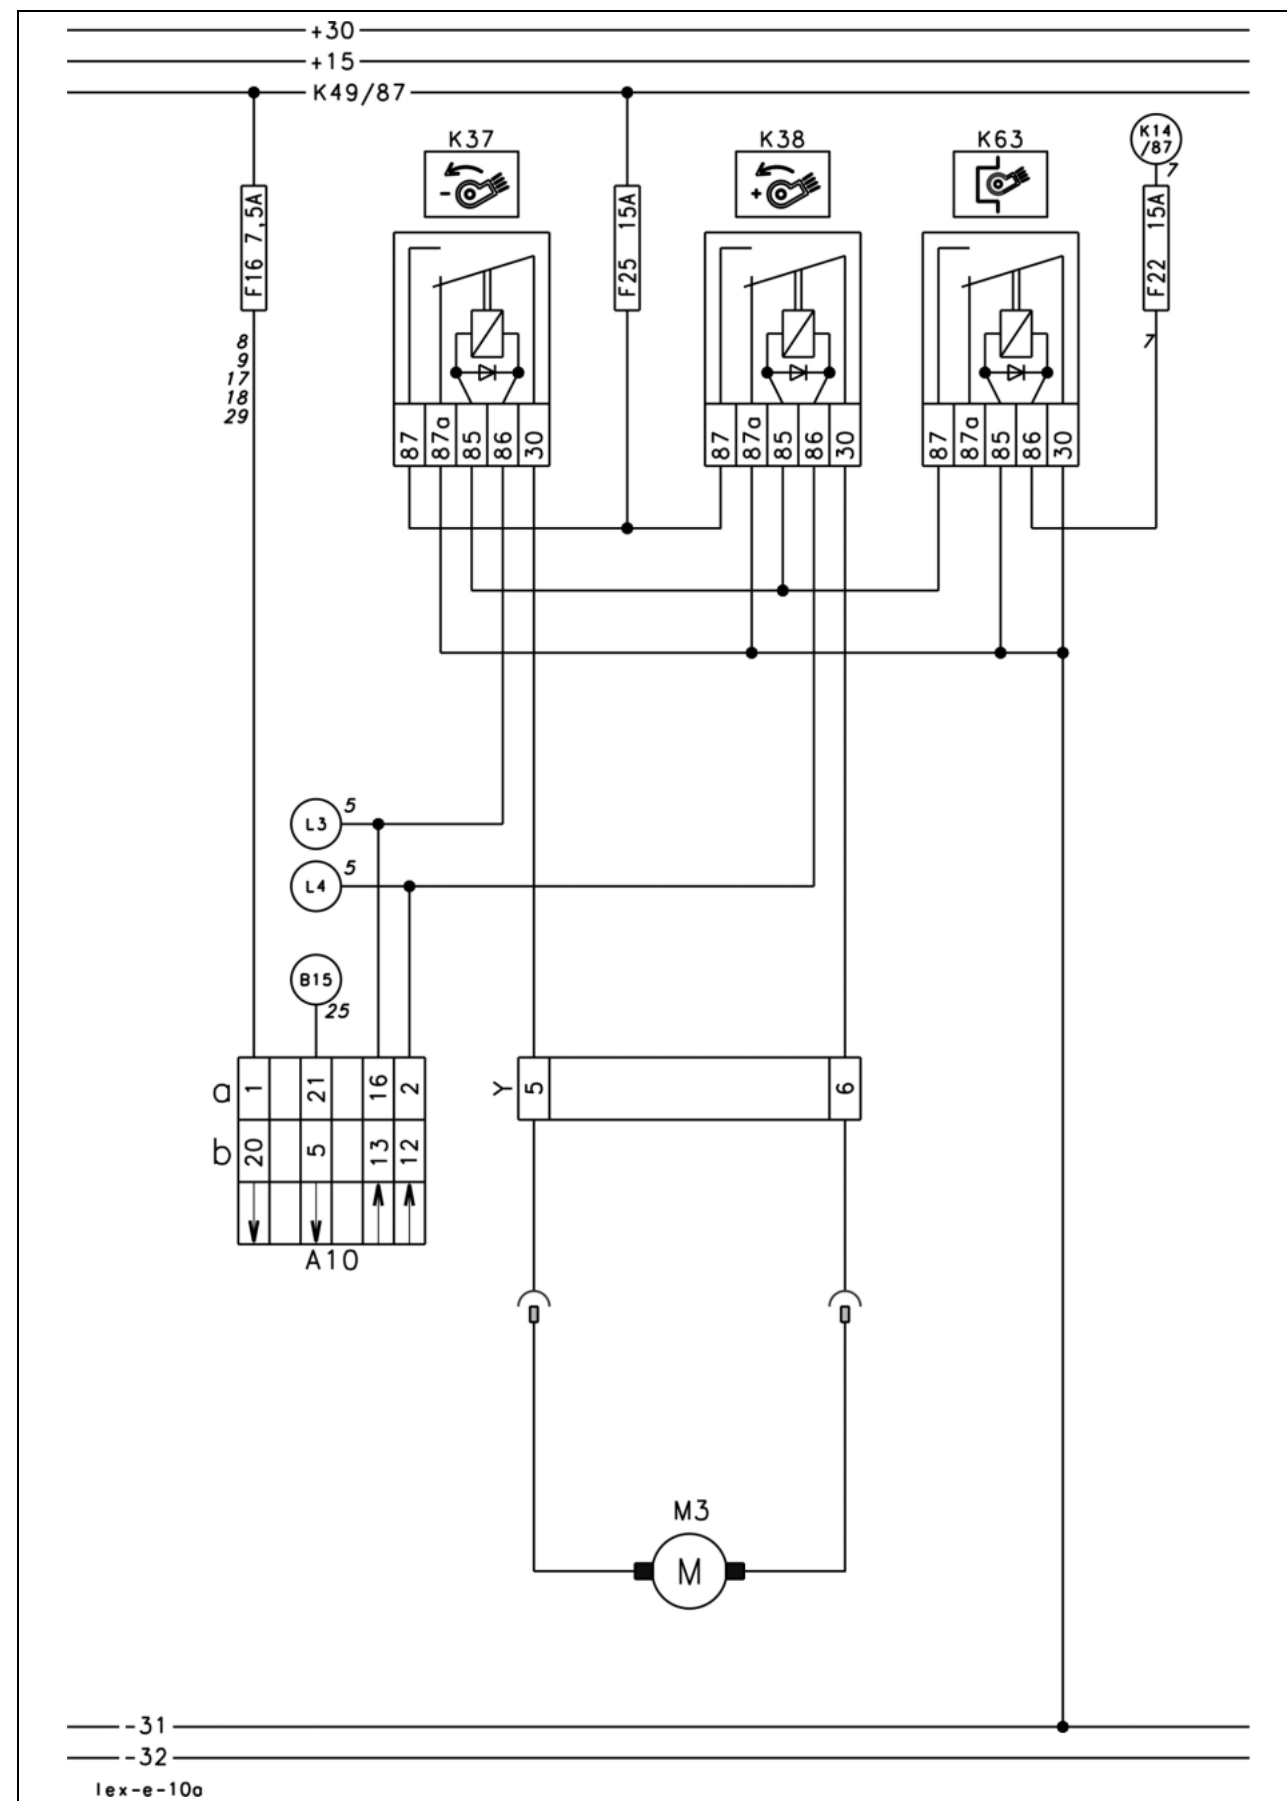 +30
+15
K49/87
K37
K38
K63
K14
/87
7
F16 7,5A
F25 15A
F22 15A
8
9
17
18
29
7
87 87a 85 86 30
87 87a 85 86 30
87 87a 85 86 30
L3
5
L4
5
B15
25
a 1 21 16 2
b 20 5 13 12
A10
Y 5 6
M3
M
-31
-32
lex-e-10a